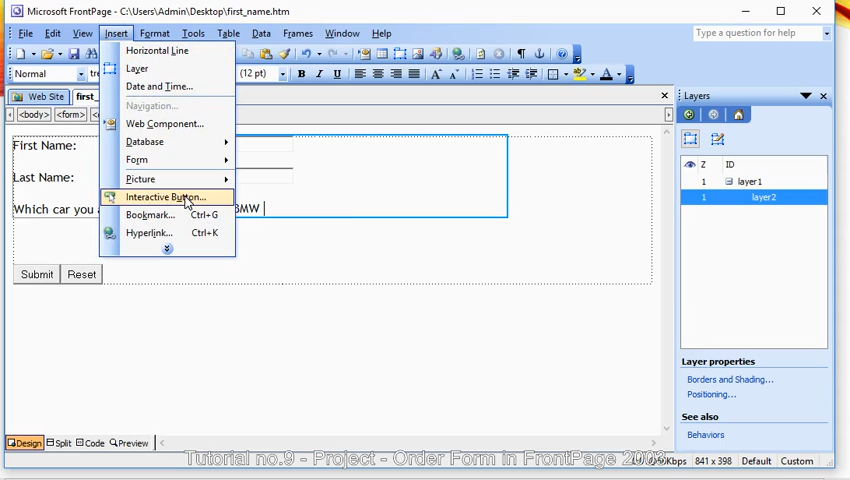 Microsoft FrontPage - C:\Users\Admin\Desktop\first_name.htm
File Edit View Insert Format Tools Table Data Frames Window Help
Type a question for help
Normal (12 pt) B I U A A A
Web Site first_
<body> <form>
Horizontal Line
Layer
Date and Time...
Navigation...
Web Component...
Database
Form
Picture
Interactive Button...
Bookmark... Ctrl+G
Hyperlink... Ctrl+K
First Name:
Last Name:
Which car you BMW
Submit Reset
Layers
Z ID
1 layer1
1 layer2
Layer properties
Borders and Shading...
Positioning...
See also
Behaviors
Design Split Code Preview
841 x 398 Default Custom
Tutorial no.9 - Project - Order Form in FrontPage 2003